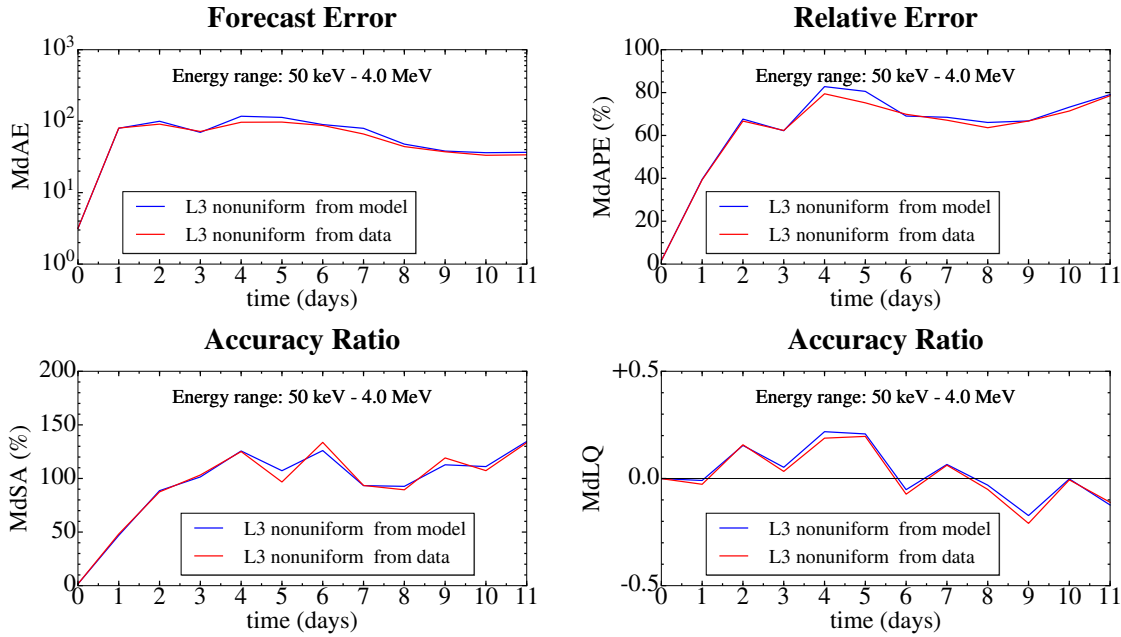 Forecast Error
10³
10²
10¹
10⁰
MdAE
Energy range: 50 keV - 4.0 MeV
L3 nonuniform from model
L3 nonuniform from data
0 1 2 3 4 5 6 7 8 9 10 11
time (days)
Relative Error
100
80
60
40
20
0
MdAPE (%)
Energy range: 50 keV - 4.0 MeV
L3 nonuniform from model
L3 nonuniform from data
0 1 2 3 4 5 6 7 8 9 10 11
time (days)
Accuracy Ratio
200
150
100
50
0
MdSA (%)
Energy range: 50 keV - 4.0 MeV
L3 nonuniform from model
L3 nonuniform from data
0 1 2 3 4 5 6 7 8 9 10 11
time (days)
Accuracy Ratio
+0.5
0.0
-0.5
MdLQ
Energy range: 50 keV - 4.0 MeV
L3 nonuniform from model
L3 nonuniform from data
0 1 2 3 4 5 6 7 8 9 10 11
time (days)